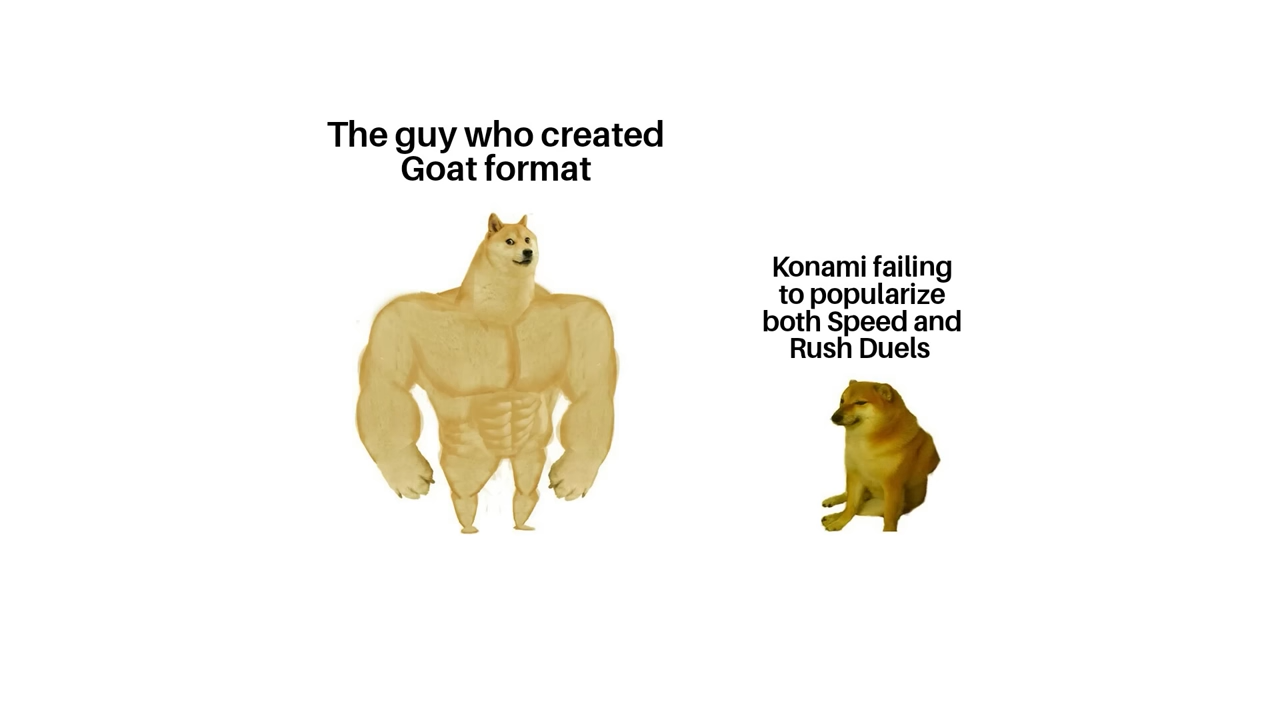 The guy who created
Goat format
Konami failing
to popularize
both Speed and
Rush Duels